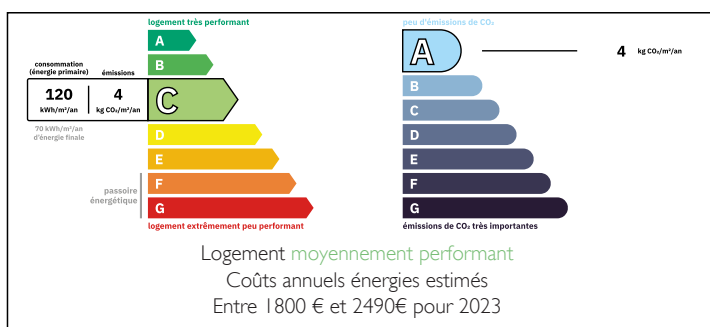 logement très performant
A
B
consommation
(énergie primaire)
émissions
120
kWh/m²/an
4
kg CO₂/m²/an
C
70 kWh/m²/an
d'énergie finale
D
E
passoire
énergétique
F
G
logement extrêmement peu performant
peu d'émissions de CO₂
A
4 kg CO₂/m²/an
B
C
D
E
F
G
émissions de CO₂ très importantes
Logement moyennement performant
Coûts annuels énergies estimés
Entre 1800 € et 2490€ pour 2023